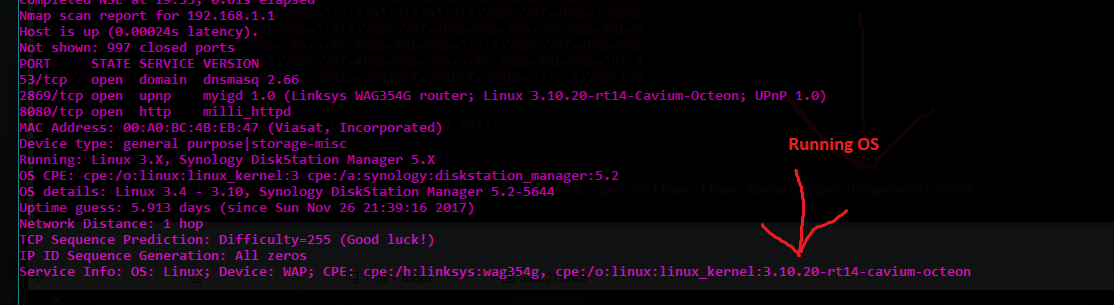 Completed NSE at 19:33, 0.01s elapsed
Nmap scan report for 192.168.1.1
Host is up (0.00024s latency).
Not shown: 997 closed ports
PORT     STATE SERVICE VERSION
53/tcp   open  domain  dnsmasq 2.66
2869/tcp open  upnp    myigd 1.0 (Linksys WAG354G router; Linux 3.10.20-rt14-Cavium-Octeon; UPnP 1.0)
8080/tcp open  http    milli_httpd
MAC Address: 00:A0:BC:4B:EB:47 (Viasat, Incorporated)
Device type: general purpose|storage-misc
Running OS
Running: Linux 3.X, Synology DiskStation Manager 5.X
OS CPE: cpe:/o:linux:linux_kernel:3 cpe:/a:synology:diskstation_manager:5.2
OS details: Linux 3.4 - 3.10, Synology DiskStation Manager 5.2-5644
Uptime guess: 5.913 days (since Sun Nov 26 21:39:16 2017)
Network Distance: 1 hop
TCP Sequence Prediction: Difficulty=255 (Good luck!)
IP ID Sequence Generation: All zeros
Service Info: OS: Linux; Device: WAP; CPE: cpe:/h:linksys:wag354g, cpe:/o:linux:linux_kernel:3.10.20-rt14-cavium-octeon